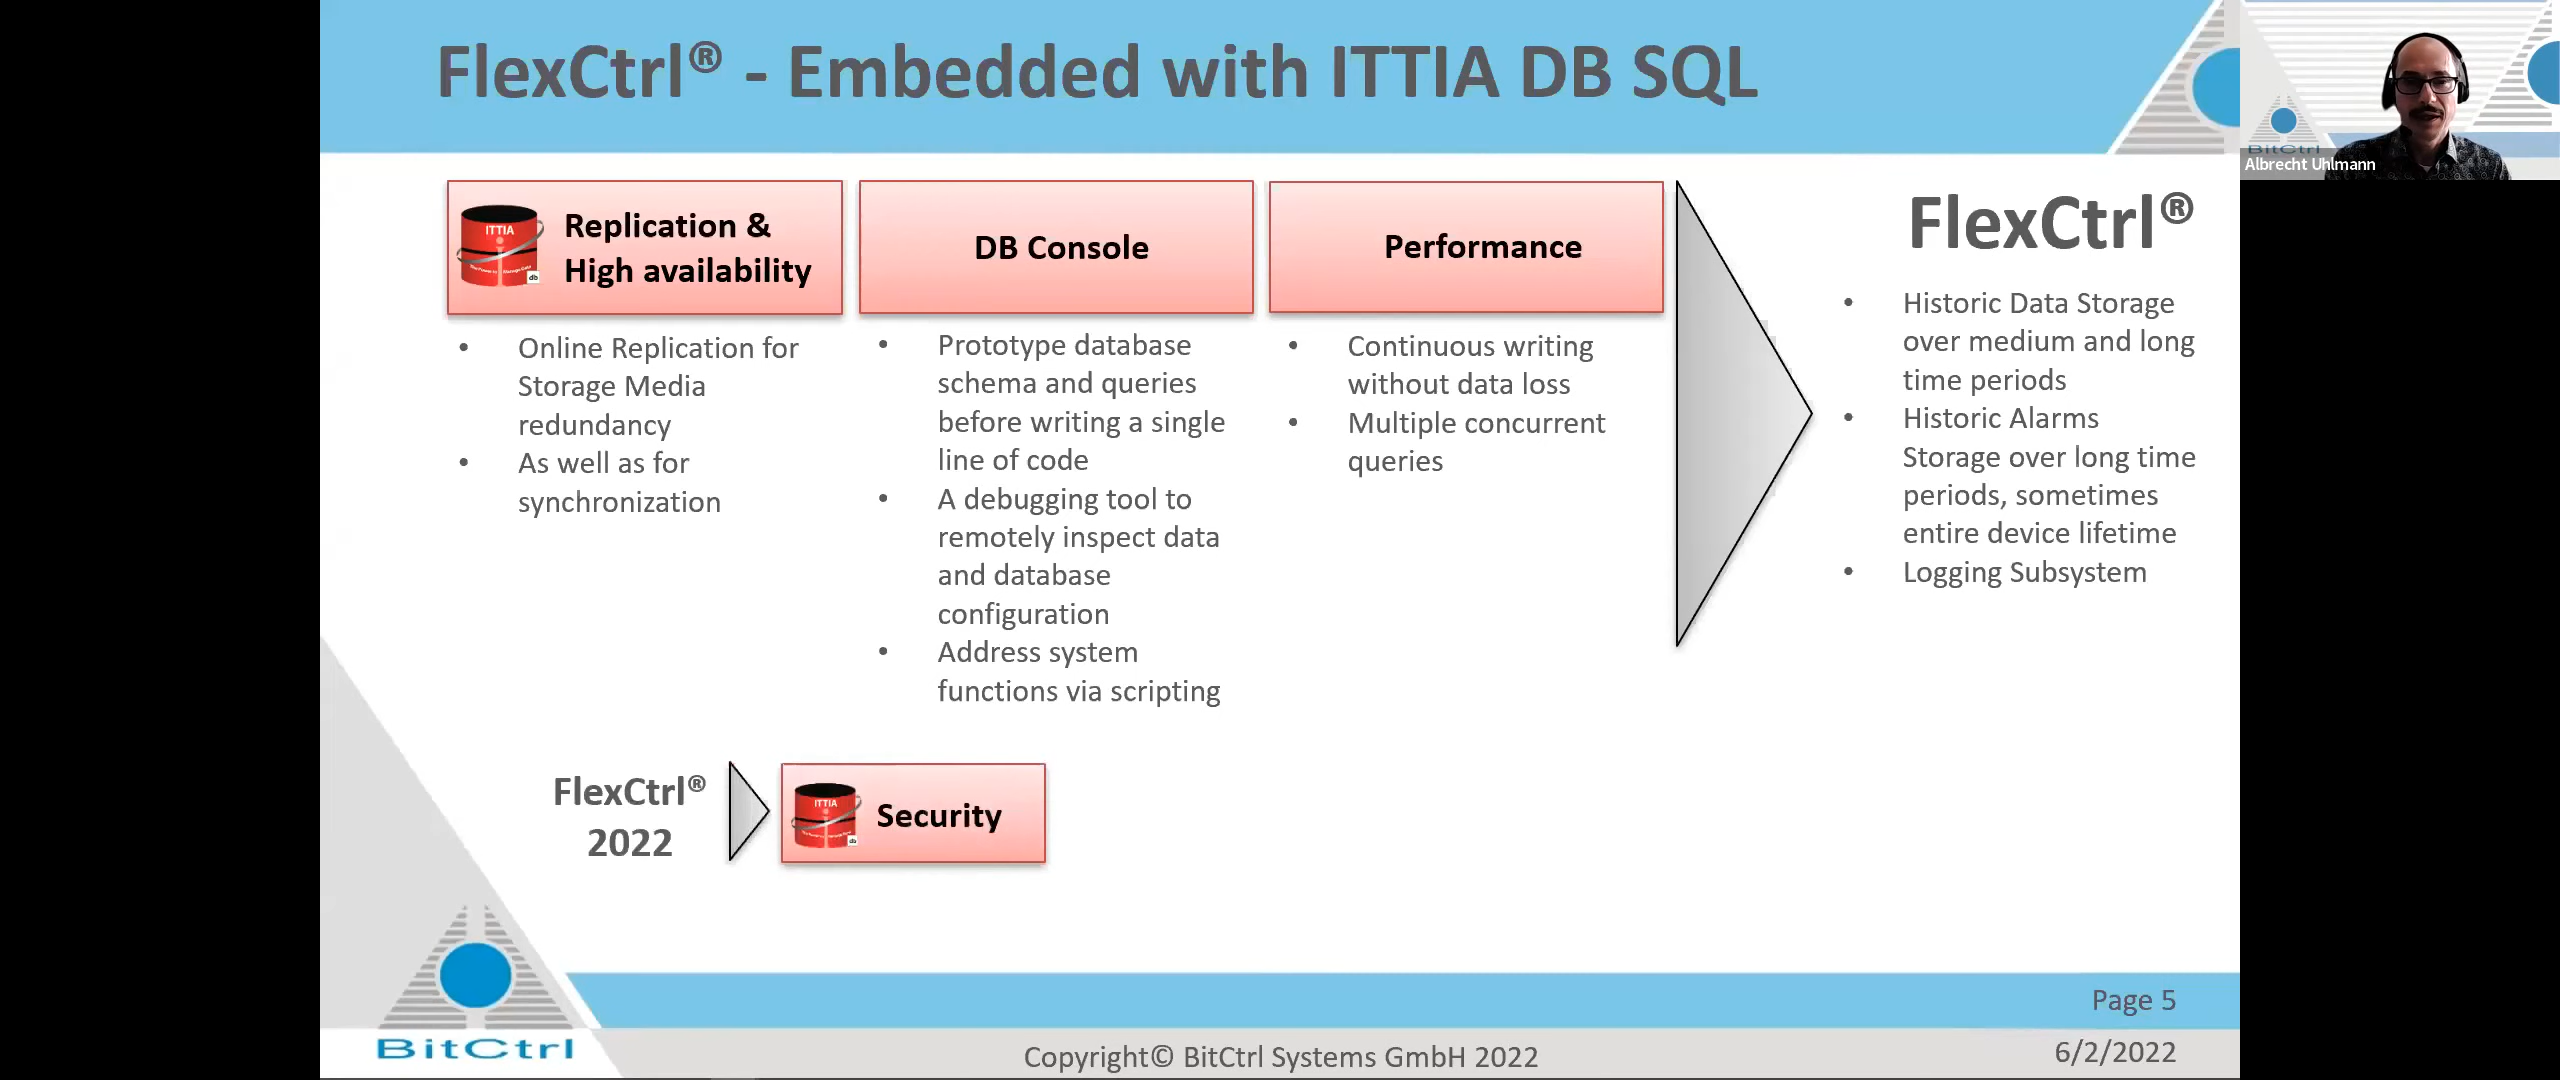 FlexCtrl® - Embedded with ITTIA DB SQL
Albrecht Uhlmann
BitCtrl
ITTIA
db
Replication &
High availability
• Online Replication for
Storage Media
redundancy
• As well as for
synchronization
DB Console
• Prototype database
schema and queries
before writing a single
line of code
• A debugging tool to
remotely inspect data
and database
configuration
• Address system
functions via scripting
Performance
• Continuous writing
without data loss
• Multiple concurrent
queries
FlexCtrl®
• Historic Data Storage
over medium and long
time periods
• Historic Alarms
Storage over long time
periods, sometimes
entire device lifetime
• Logging Subsystem
FlexCtrl®
2022
ITTIA
db
Security
BitCtrl
Page 5
Copyright© BitCtrl Systems GmbH 2022
6/2/2022